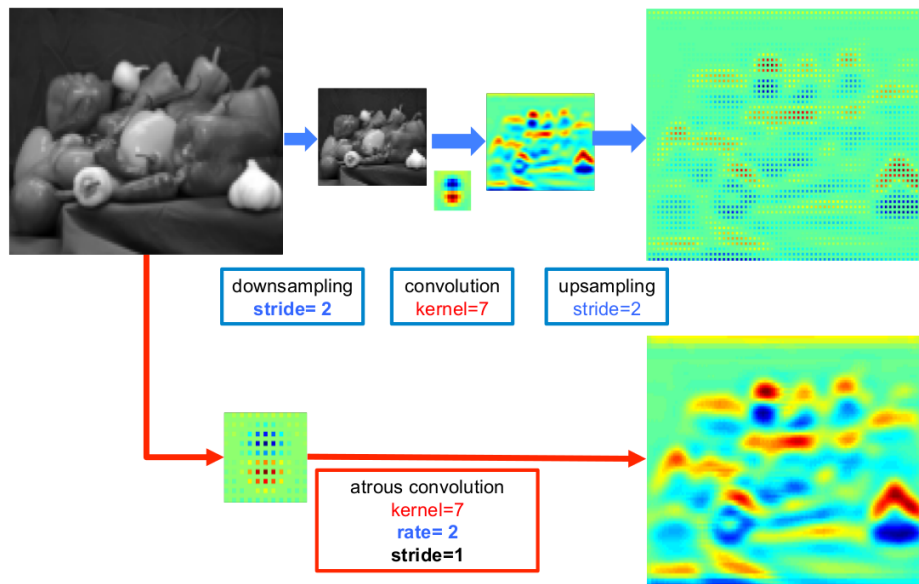 downsampling
stride= 2
convolution
kernel=7
upsampling
stride=2
atrous convolution
kernel=7
rate= 2
stride=1